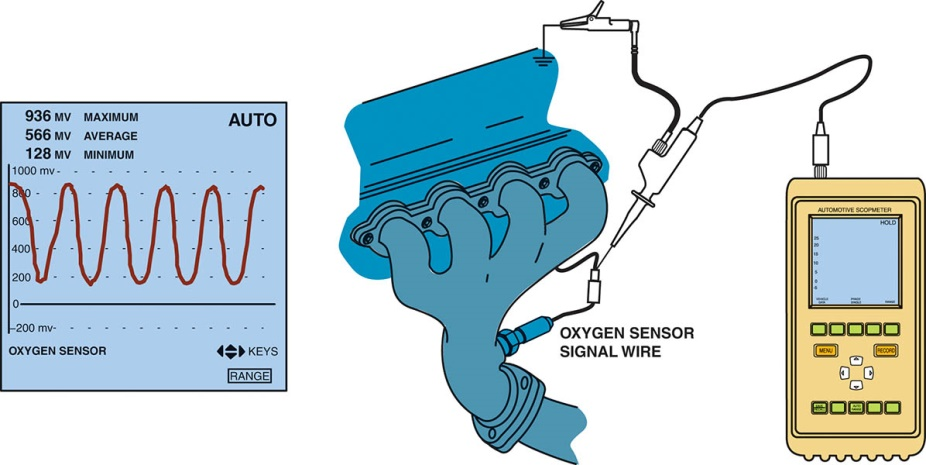 936 MV MAXIMUM
566 MV AVERAGE
128 MV MINIMUM
AUTO
1000 mv-
800
600
400
200
0
-200 mv-
OXYGEN SENSOR
KEYS
RANGE
OXYGEN SENSOR
SIGNAL WIRE
AUTOMOTIVE SCOPMETER
HOLD
MENU
RECORD